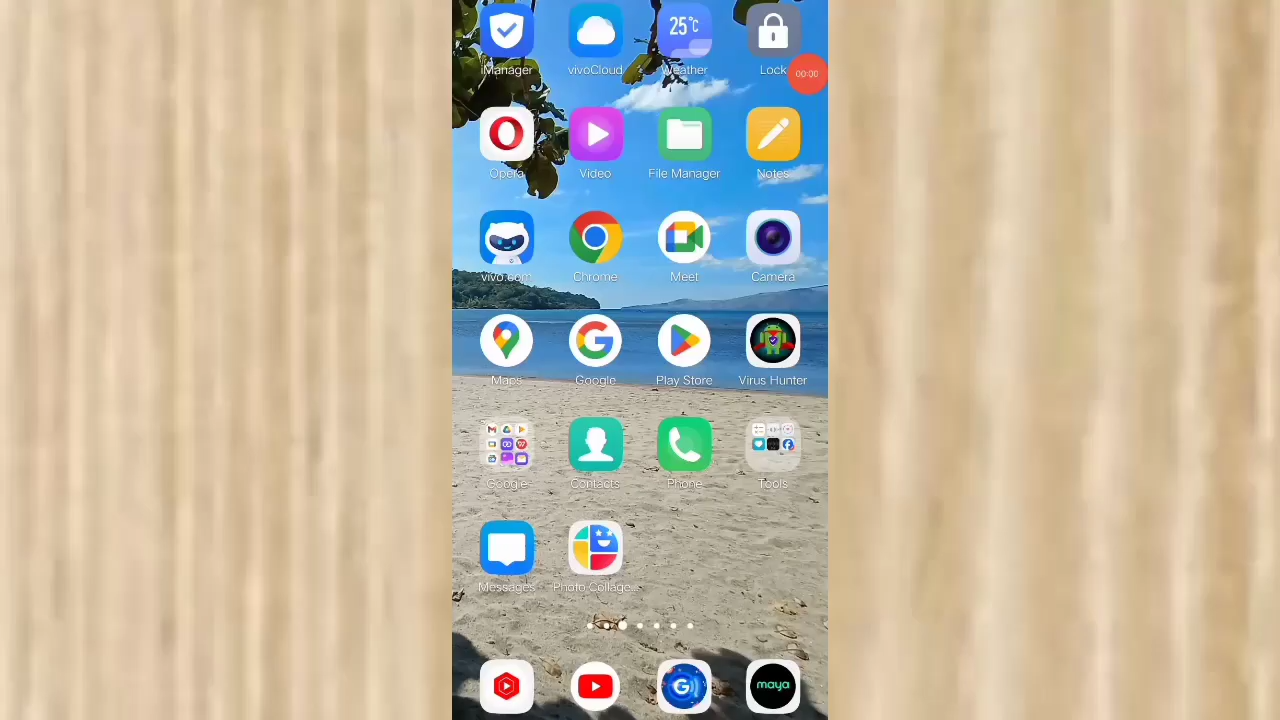 25°C
iManager
vivoCloud
Weather
Lock
00:00
Opera
Video
File Manager
Notes
vivo.com
Chrome
Meet
Camera
Maps
Google
Play Store
Virus Hunter
Google
Contacts
Phone
Tools
Messages
Photo Collage...
maya